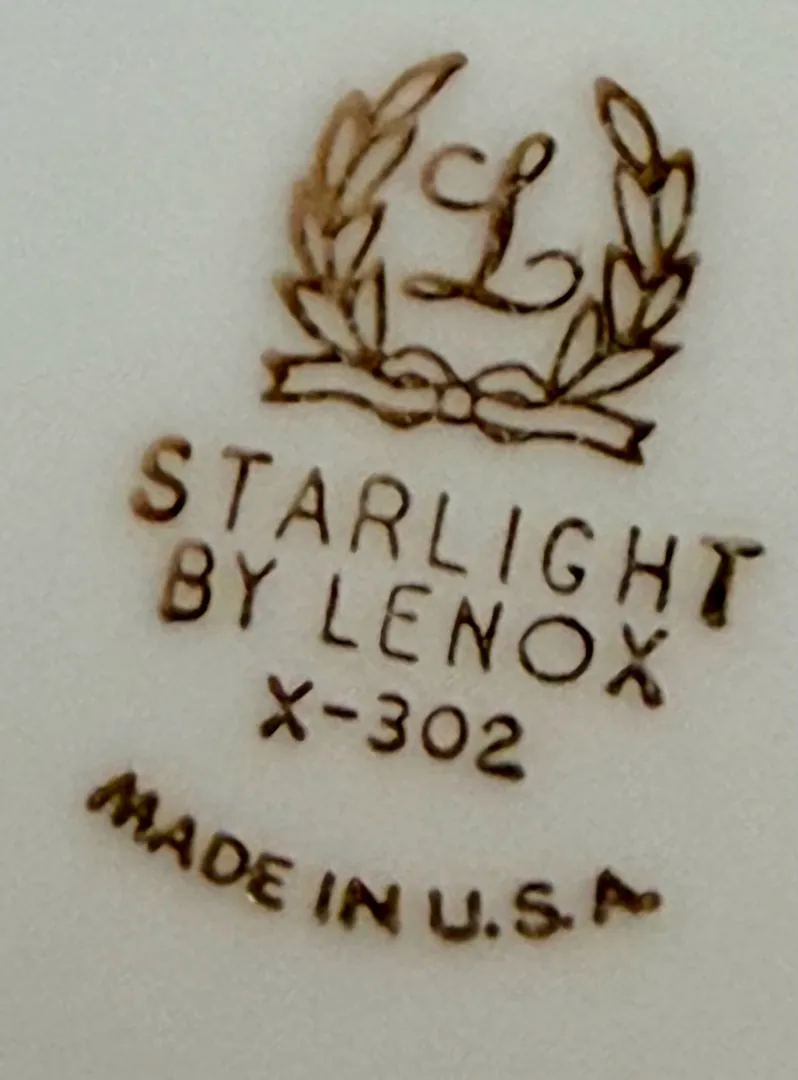 L
STARLIGHT
BY LENOX
X-302
MADE IN U.S.A.